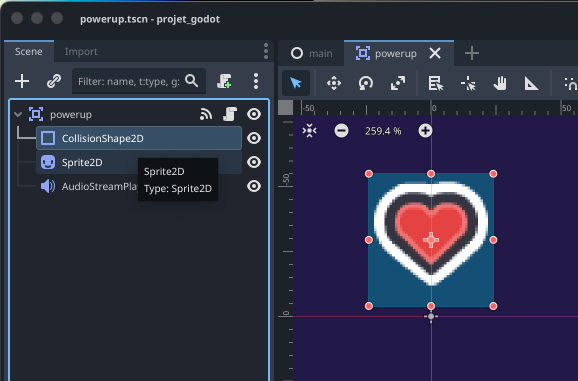 powerup.tscn - projet_godot
Scene
Import
main
powerup
Filter: name, t:type, g:
powerup
CollisionShape2D
Sprite2D
AudioStreamPla
Sprite2D
Type: Sprite2D
-50
0
50
259.4 %
-50
0